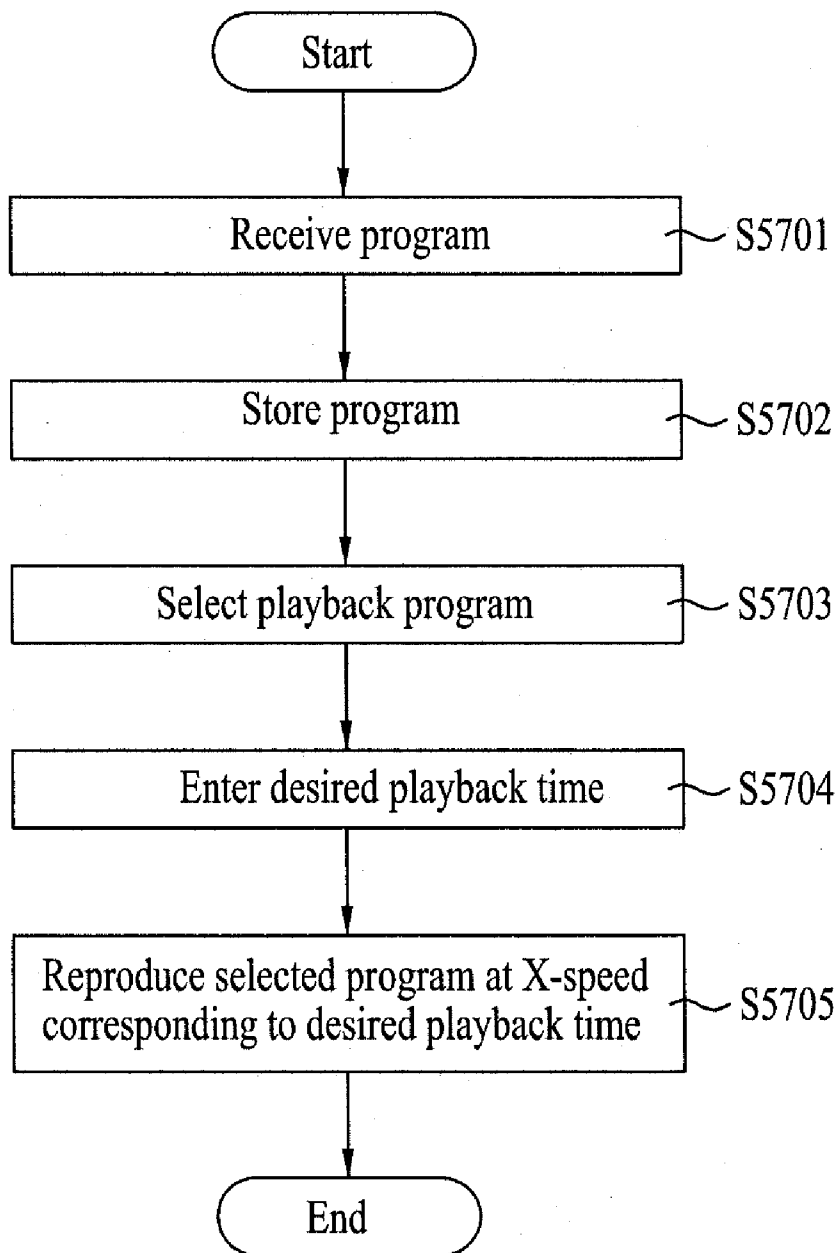 Start
Receive program
S5701
Store program
S5702
Select playback program
S5703
Enter desired playback time
S5704
Reproduce selected program at X-speed
corresponding to desired playback time
S5705
End